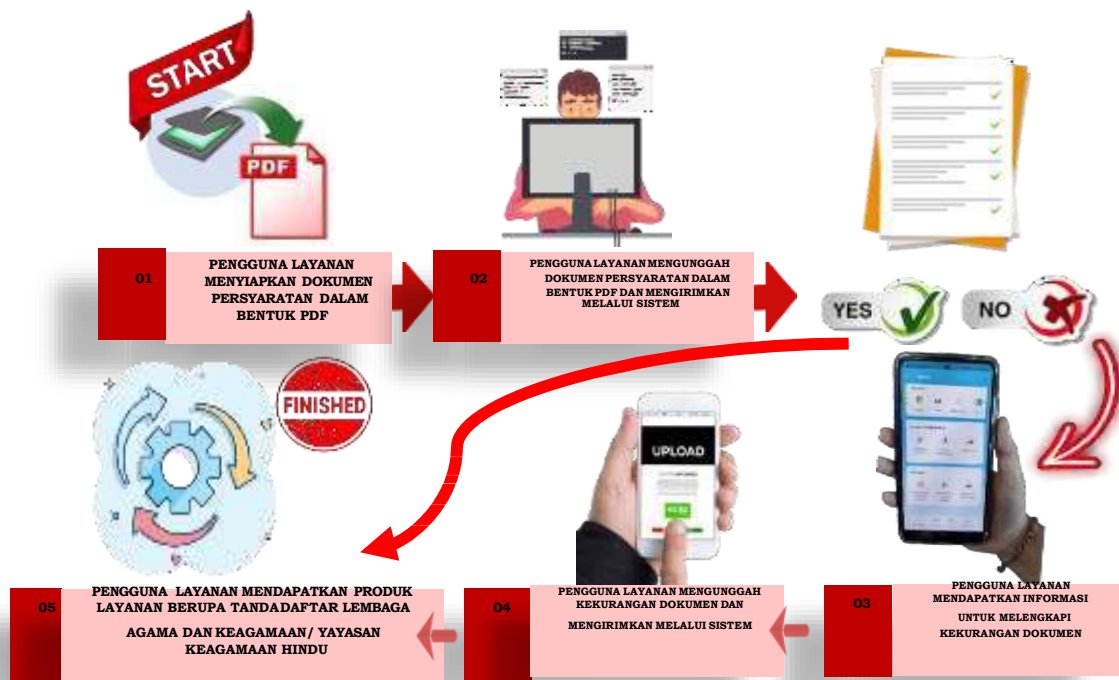 START
PDF
01
PENGGUNA LAYANAN
MENYIAPKAN DOKUMEN
PERSYARATAN DALAM
BENTUK PDF
02
PENGGUNA LAYANAN MENGUNGGAH
DOKUMEN PERSYARATAN DALAM
BENTUK PDF DAN MENGIRIMKAN
MELALUI SISTEM
YES
NO
03
PENGGUNA LAYANAN
MENDAPATKAN INFORMASI
UNTUK MELENGKAPI
KEKURANGAN DOKUMEN
UPLOAD
04
PENGGUNA LAYANAN MENGUNGGAH
KEKURANGAN DOKUMEN DAN
MENGIRIMKAN MELALUI SISTEM
FINISHED
05
PENGGUNA LAYANAN MENDAPATKAN PRODUK
LAYANAN BERUPA TANDA DAFTAR LEMBAGA
AGAMA DAN KEAGAMAAN/ YAYASAN
KEAGAMAAN HINDU